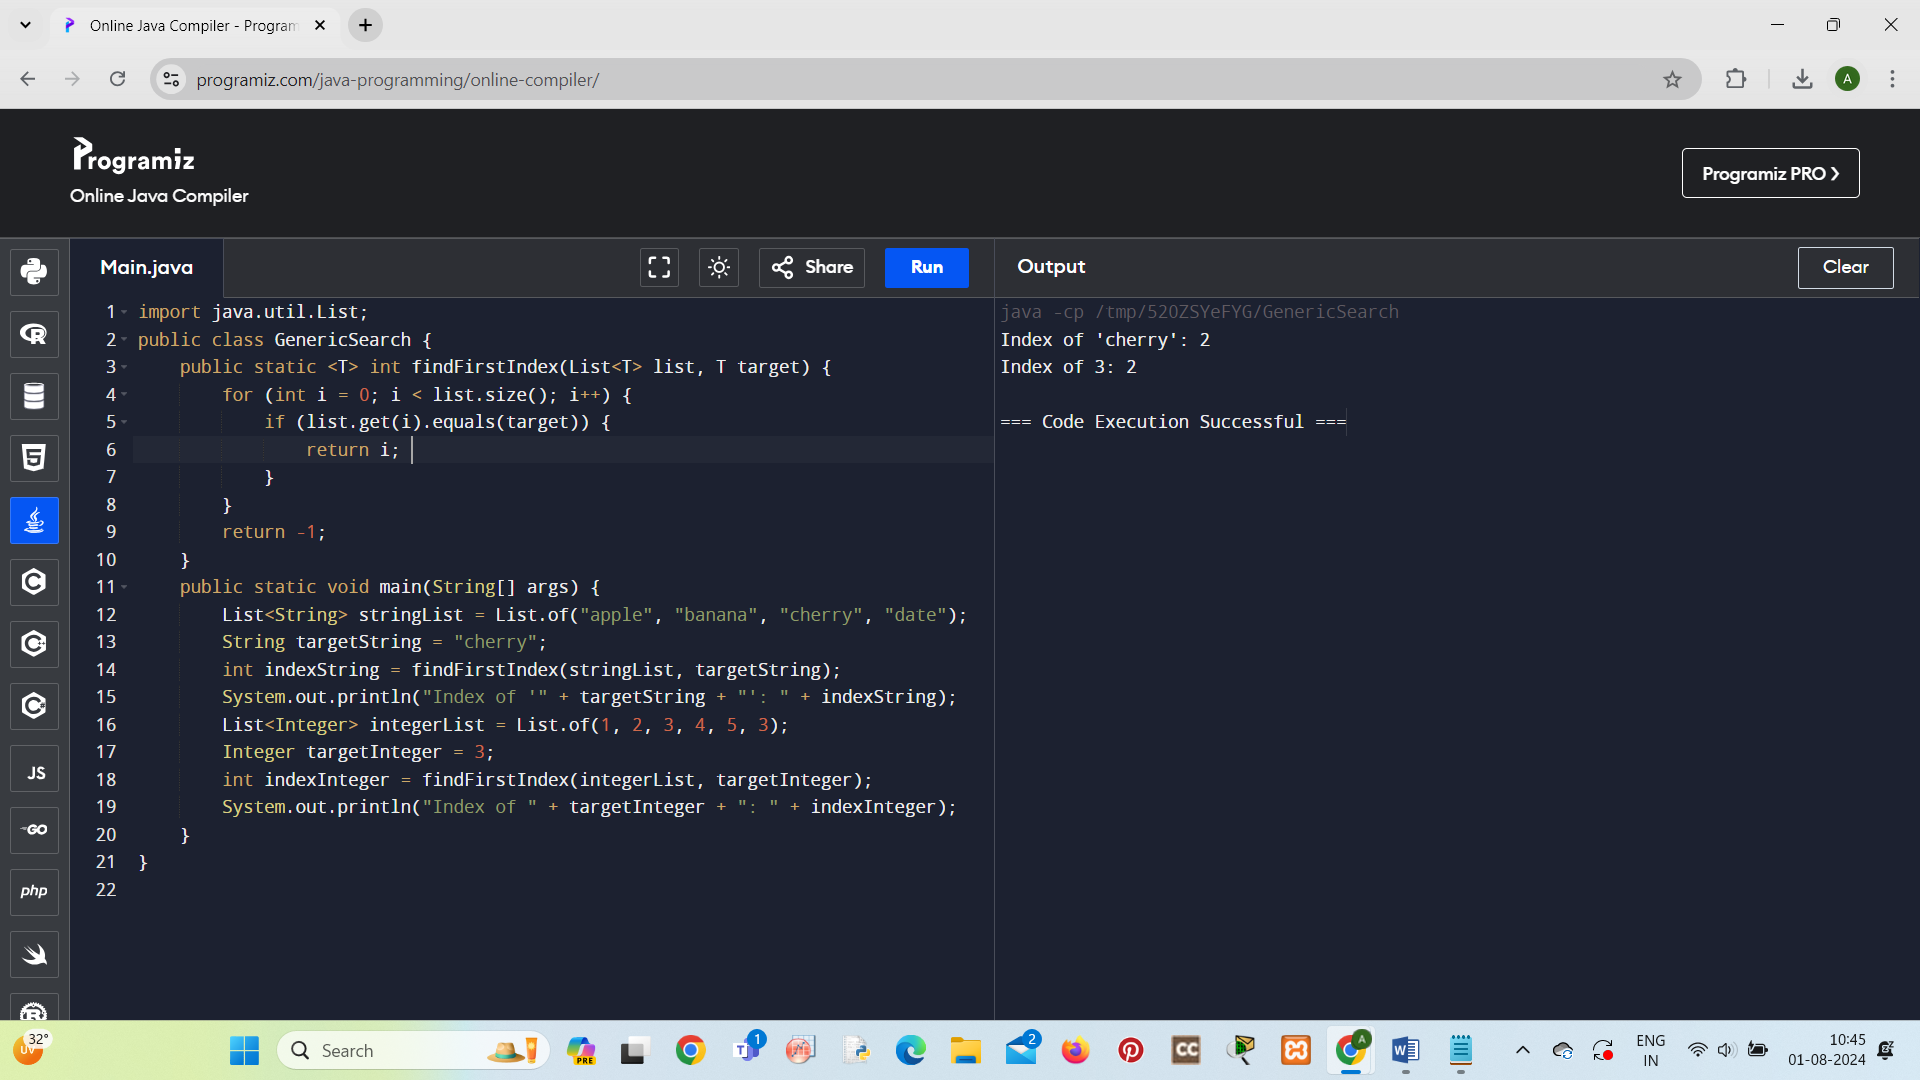 Online Java Compiler - Program
programiz.com/java-programming/online-compiler/
A
Programiz
Online Java Compiler
Programiz PRO
Main.java
Share
Run
Output
Clear
1 import java.util.List;
2 public class GenericSearch {
3 public static <T> int findFirstIndex(List<T> list, T target) {
4 for (int i = 0; i < list.size(); i++) {
5 if (list.get(i).equals(target)) {
6 return i;
7 }
8 }
9 return -1;
10 }
11 public static void main(String[] args) {
12 List<String> stringList = List.of("apple", "banana", "cherry", "date");
13 String targetString = "cherry";
14 int indexString = findFirstIndex(stringList, targetString);
15 System.out.println("Index of '" + targetString + "': " + indexString);
16 List<Integer> integerList = List.of(1, 2, 3, 4, 5, 3);
17 Integer targetInteger = 3;
18 int indexInteger = findFirstIndex(integerList, targetInteger);
19 System.out.println("Index of " + targetInteger + ": " + indexInteger);
20 }
21 }
22
java -cp /tmp/52OZSYeFYG/GenericSearch
Index of 'cherry': 2
Index of 3: 2
=== Code Execution Successful ===
R
5
C
C
C
JS
GO
php
R
32°
UV
Search
PRE
1
2
CC
A
ENG
IN
10:45
01-08-2024